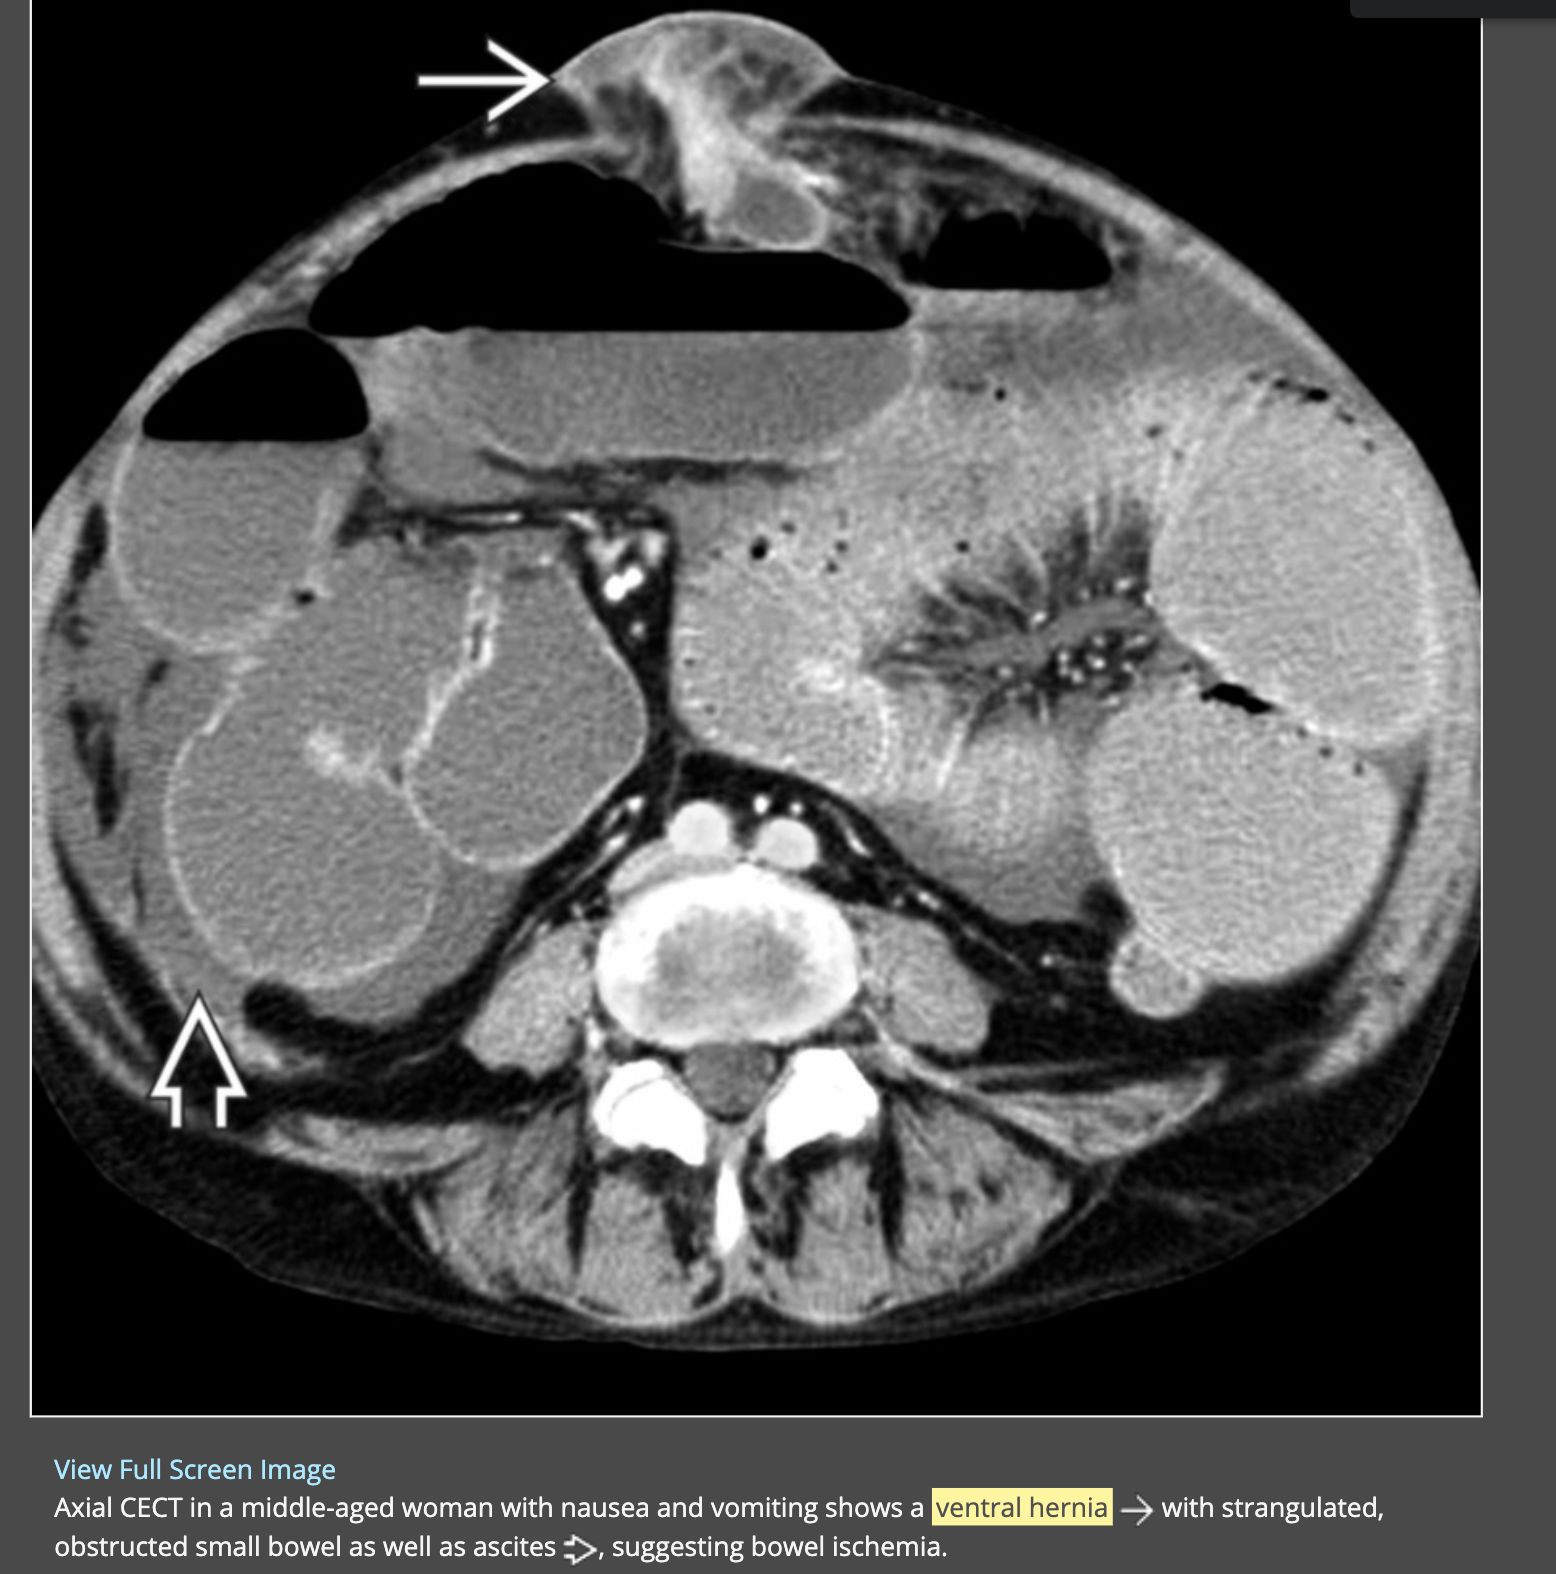 View Full Screen Image
Axial CECT in a middle-aged woman with nausea and vomiting shows a ventral hernia → with strangulated,
obstructed small bowel as well as ascites ⇨, suggesting bowel ischemia.